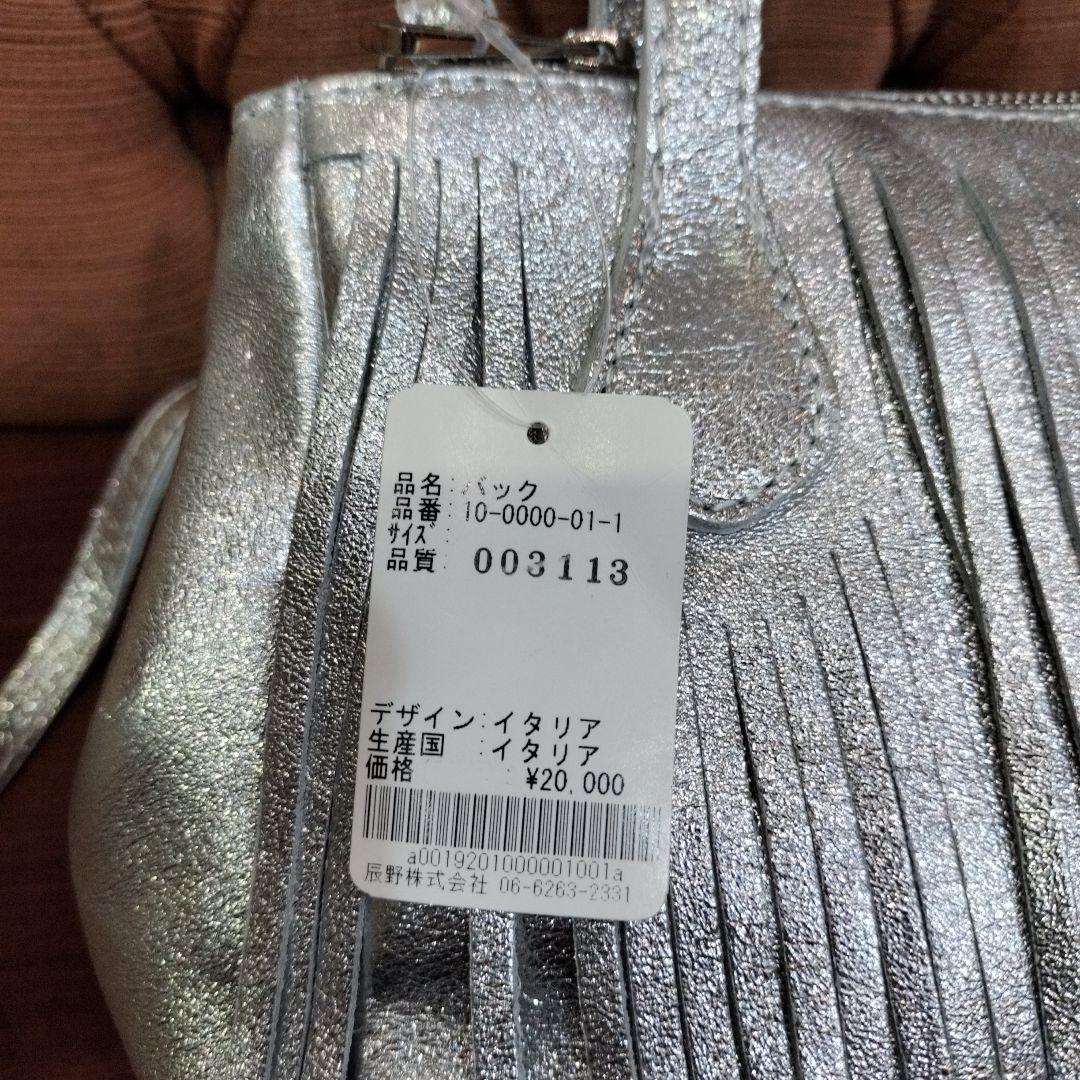 品名:バック
品番:10-0000-01-1
ｻｲｽﾞ:
品質: 003113
デザイン:イタリア
生産国 :イタリア
価格 : ¥20,000
a0019201000001001a
辰野株式会社 06-6263-2331